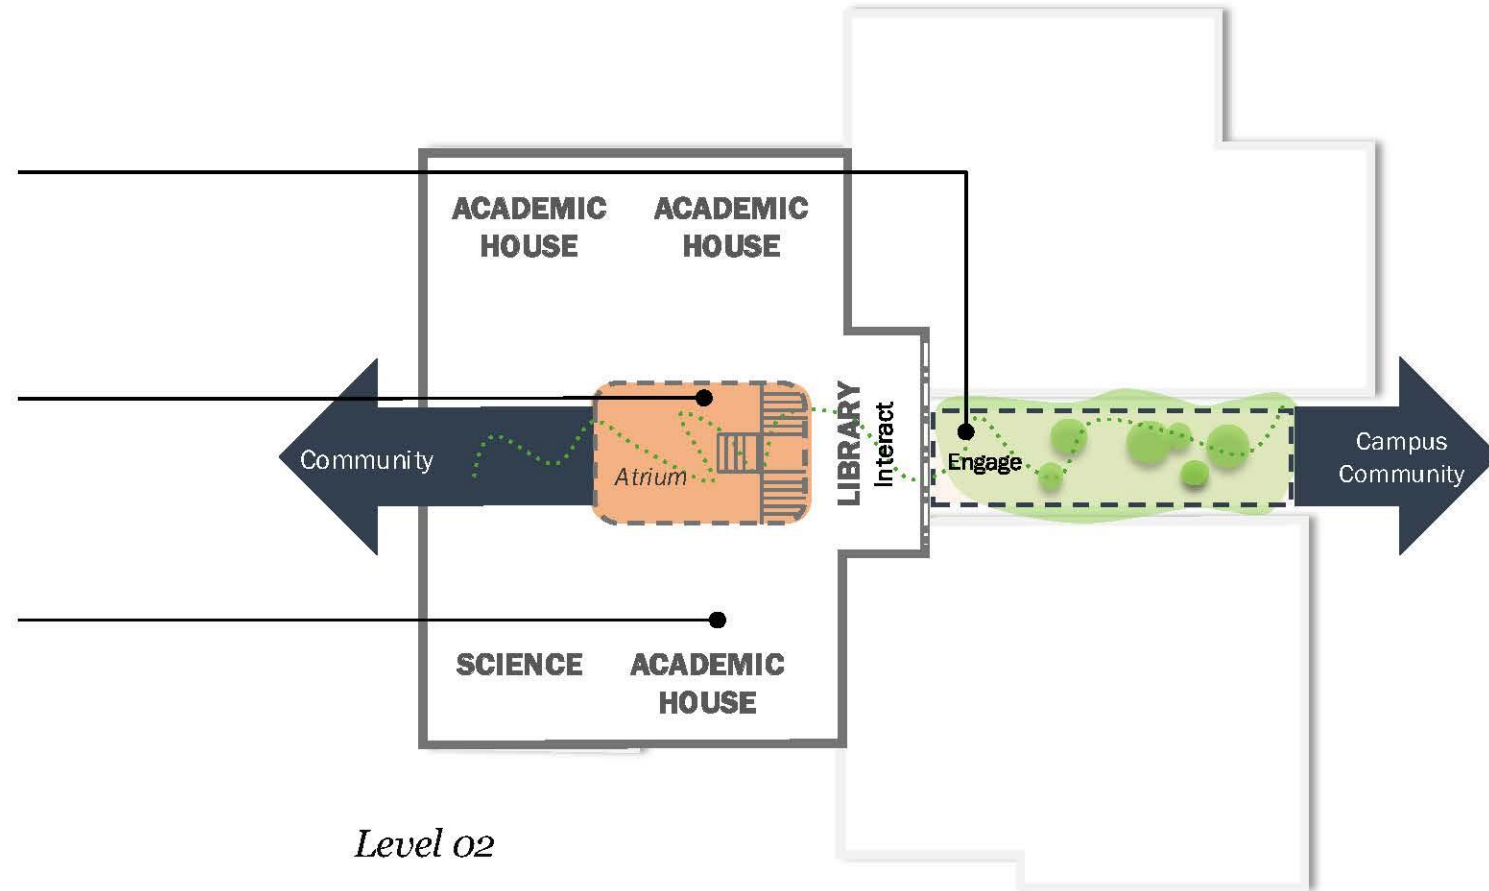 ACADEMIC
HOUSE
ACADEMIC
HOUSE
Community
Atrium
LIBRARY
Interact
Engage
Campus
Community
SCIENCE
ACADEMIC
HOUSE
Level 02